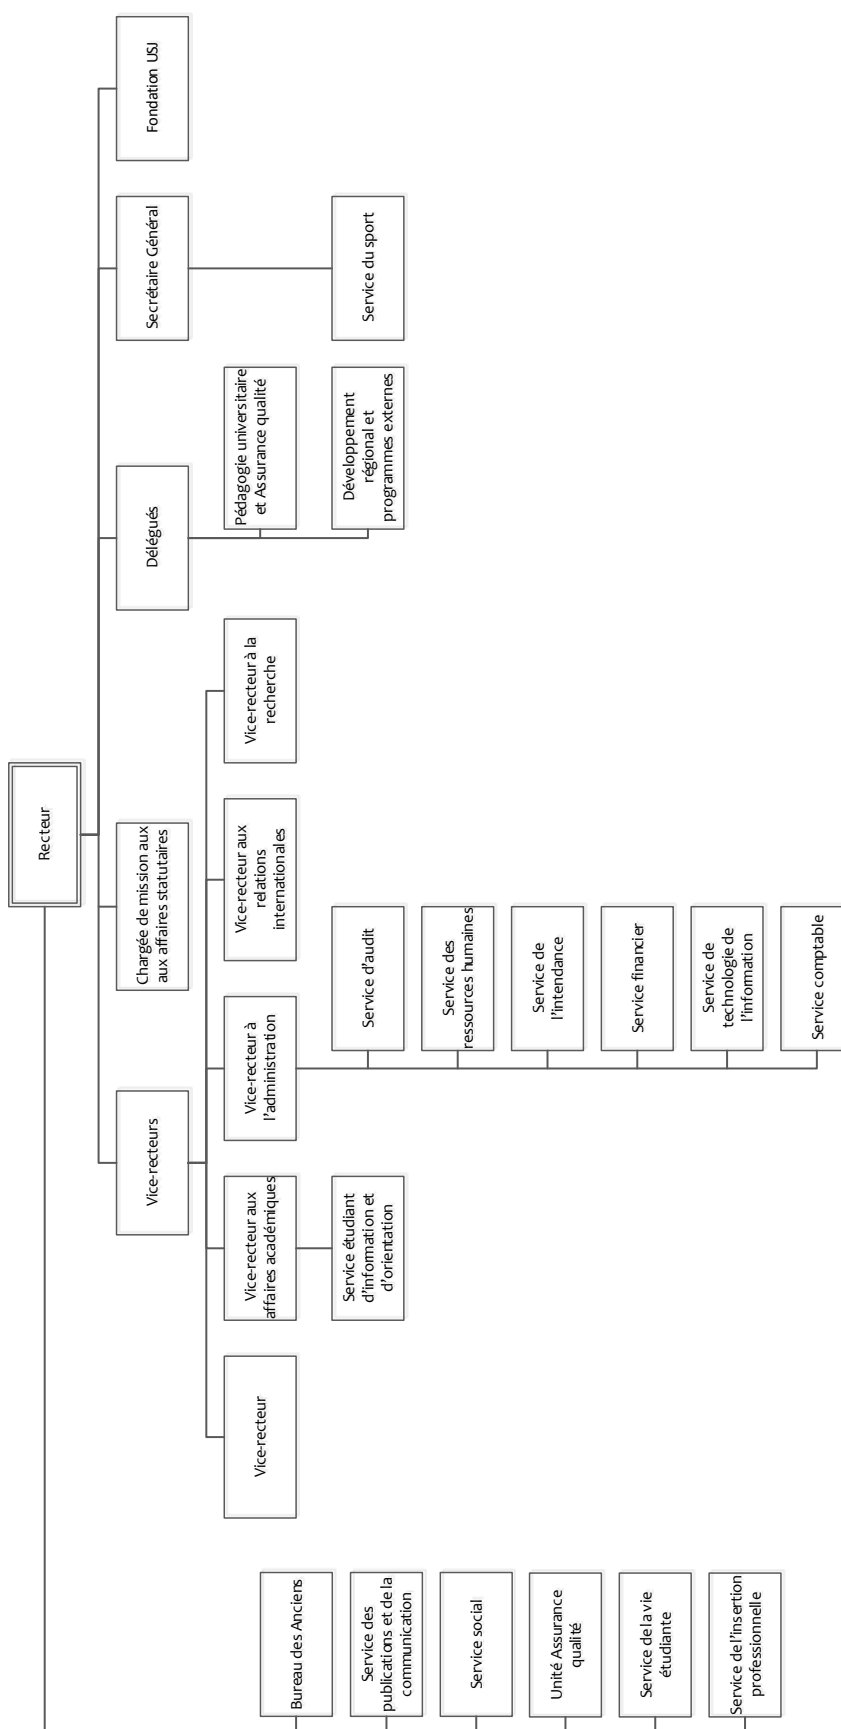 Recteur
Vice-recteurs
Chargée de mission aux
aux affaires statutaires
Délégués
Secrétaire Général
Fondation USJ
Vice-recteur
Vice-recteur aux
affaires académiques
Vice-recteur à
l'administration
Vice-recteur aux
relations
internationales
Vice-recteur à la
recherche
Pédagogie universitaire
et Assurance qualité
Bureau des Anciens
Service étudiant
d'information et
d'orientation
Service d'audit
Développement
régional et
programmes externes
Service du sport
Service des
publications et de la
communication
Service des
ressources humaines
Service social
Service de
l'intendance
Unité Assurance
qualité
Service financier
Service de la vie
étudiante
Service de
technologie de
l'information
Service de l'insertion
professionnelle
Service comptable